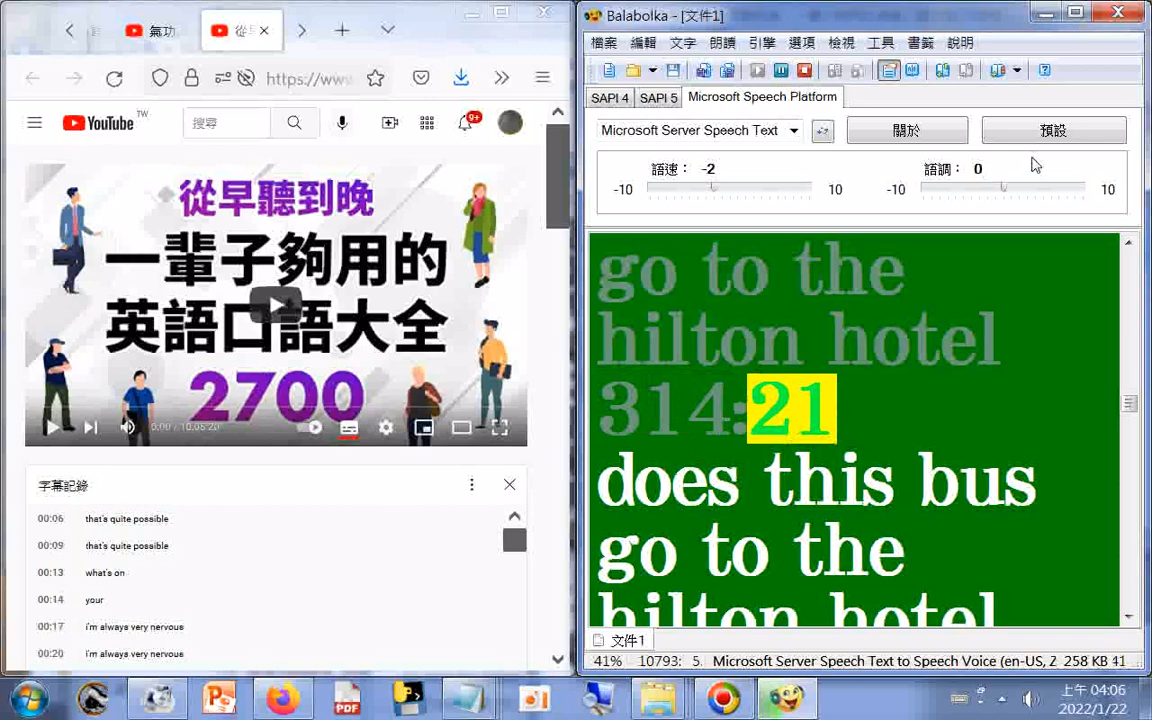 氣功
從
https://www
YouTube TW
搜尋
9+
從早聽到晚
一輩子夠用的
英語口語大全
2700
0:00 / 10:05:20
字幕記錄
00:06 that's quite possible
00:09 that's quite possible
00:13 what's on
00:14 your
00:17 i'm always very nervous
00:20 i'm always very nervous
Balabolka - [文件1]
檔案 編輯 文字 朗讀 引擎 選項 檢視 工具 書籤 說明
SAPI 4 SAPI 5 Microsoft Speech Platform
Microsoft Server Speech Text 關於 預設
語速： -2 語調： 0
-10 10 -10 10
go to the
hilton hotel
314:21
does this bus
go to the
hilton hotel
文件1
41% 10793: 5. Microsoft Server Speech Text to Speech Voice (en-US, 2 258 KB 41
PDF
上午 04:06
2022/1/22